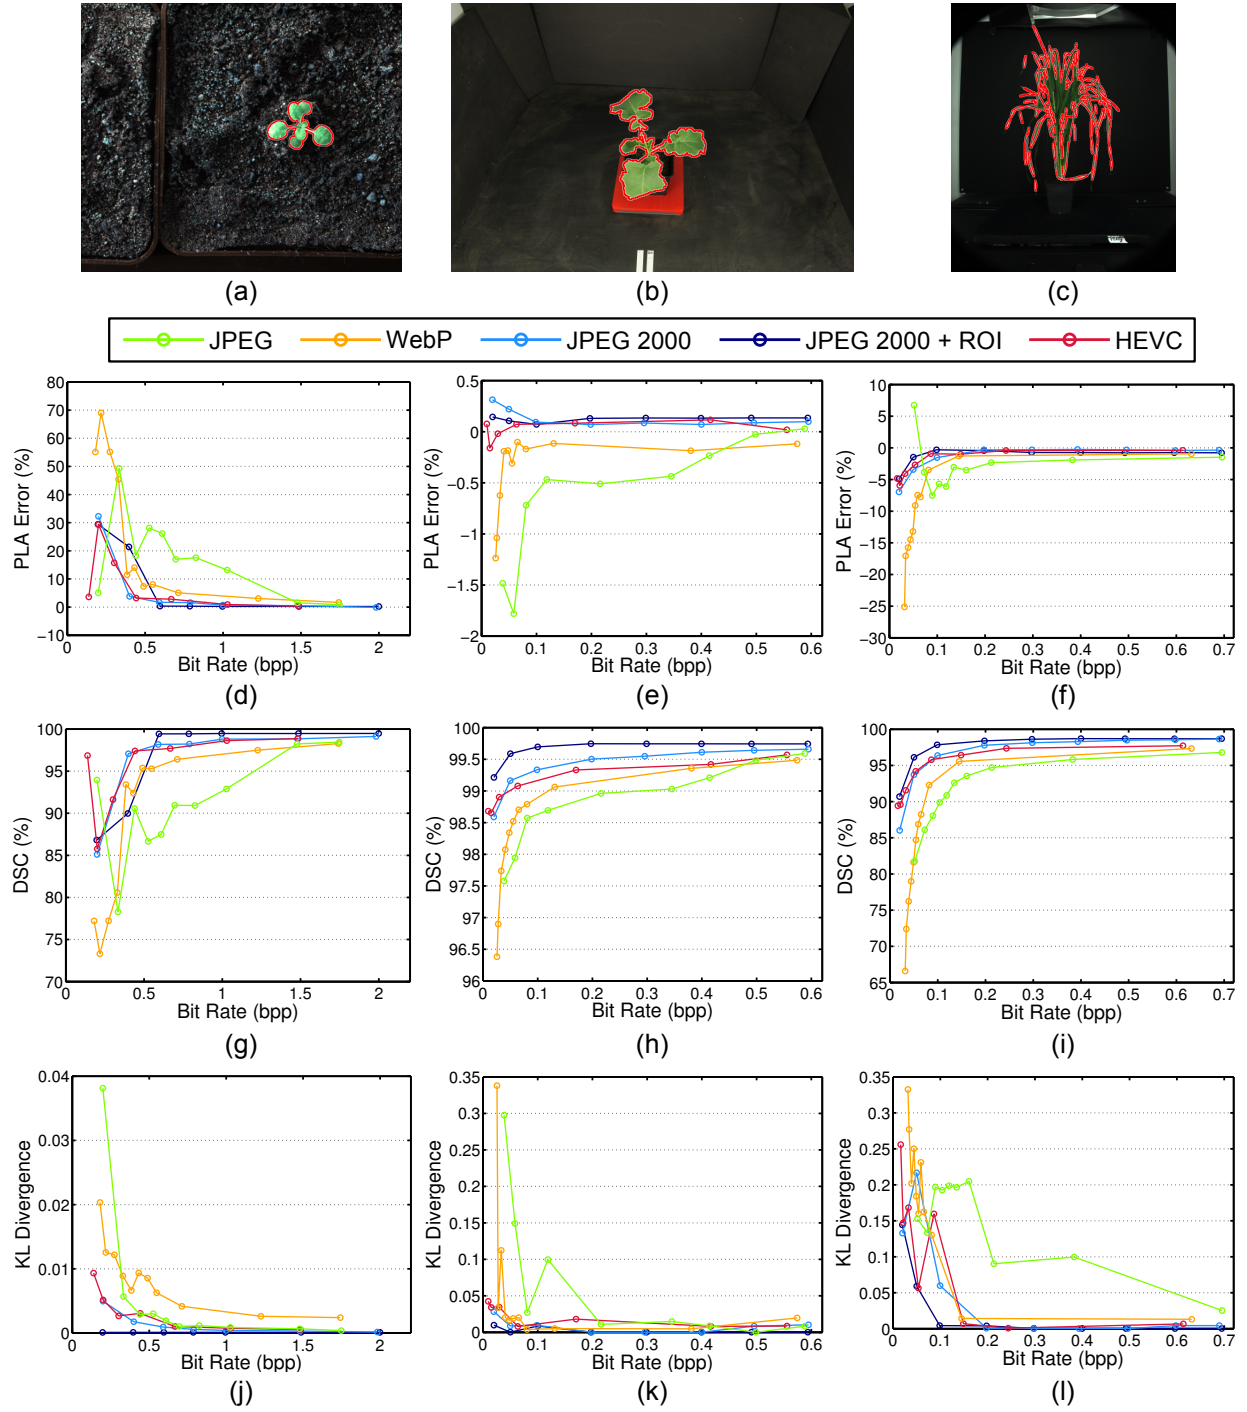 (a) (b) (c)
JPEG WebP JPEG 2000 JPEG 2000 + ROI HEVC
80 70 60 50 40 30 20 10 0 −10
PLA Error (%)
0 0.5 1 1.5 2
Bit Rate (bpp)
(d)
0.5 0 −0.5 −1 −1.5 −2
PLA Error (%)
0 0.1 0.2 0.3 0.4 0.5 0.6
Bit Rate (bpp)
(e)
10 5 0 −5 −10 −15 −20 −25 −30
PLA Error (%)
0 0.1 0.2 0.3 0.4 0.5 0.6 0.7
Bit Rate (bpp)
(f)
100 95 90 85 80 75 70
DSC (%)
0 0.5 1 1.5 2
Bit Rate (bpp)
(g)
100 99.5 99 98.5 98 97.5 97 96.5 96
DSC (%)
0 0.1 0.2 0.3 0.4 0.5 0.6
Bit Rate (bpp)
(h)
100 95 90 85 80 75 70 65
DSC (%)
0 0.1 0.2 0.3 0.4 0.5 0.6 0.7
Bit Rate (bpp)
(i)
0.04 0.03 0.02 0.01 0
KL Divergence
0 0.5 1 1.5 2
Bit Rate (bpp)
(j)
0.35 0.3 0.25 0.2 0.15 0.1 0.05 0
KL Divergence
0 0.1 0.2 0.3 0.4 0.5 0.6
Bit Rate (bpp)
(k)
0.35 0.3 0.25 0.2 0.15 0.1 0.05 0
KL Divergence
0 0.1 0.2 0.3 0.4 0.5 0.6 0.7
Bit Rate (bpp)
(l)